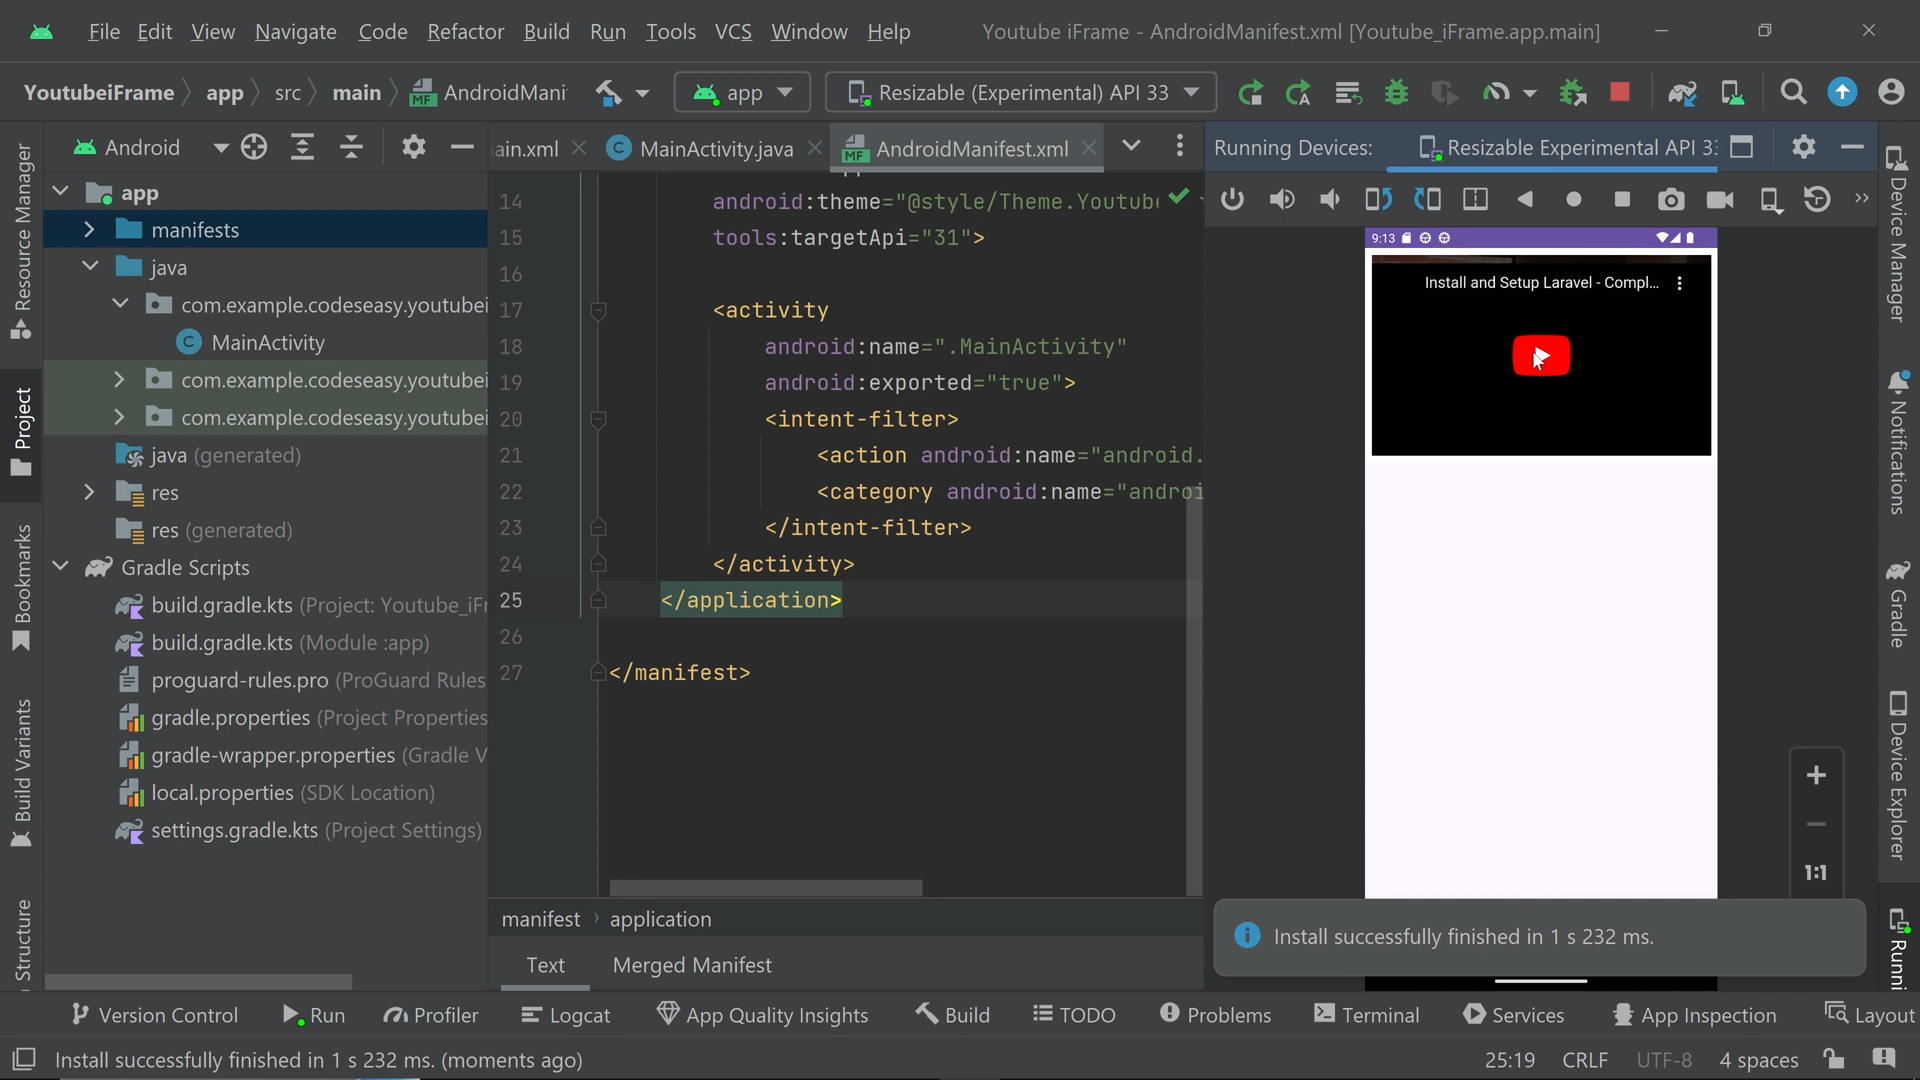 File Edit View Navigate Code Refactor Build Run Tools VCS Window Help Youtube iFrame - AndroidManifest.xml [Youtube_iFrame.app.main]
YoutubeiFrame app src main AndroidMani app Resizable (Experimental) API 33
Android
ain.xml MainActivity.java AndroidManifest.xml
Running Devices: Resizable Experimental API 33
app
manifests
java
com.example.codeseasy.youtubei
MainActivity
com.example.codeseasy.youtubei
com.example.codeseasy.youtubei
java (generated)
res
res (generated)
Gradle Scripts
build.gradle.kts (Project: Youtube_iFr
build.gradle.kts (Module :app)
proguard-rules.pro (ProGuard Rules
gradle.properties (Project Properties
gradle-wrapper.properties (Gradle V
local.properties (SDK Location)
settings.gradle.kts (Project Settings)
14 android:theme="@style/Theme.Youtube
15 tools:targetApi="31">
16
17 <activity
18 android:name=".MainActivity"
19 android:exported="true">
20 <intent-filter>
21 <action android:name="android.
22 <category android:name="androi
23 </intent-filter>
24 </activity>
25 </application>
26
27 </manifest>
manifest application
Text Merged Manifest
9:13
Install and Setup Laravel - Compl...
1:1
Install successfully finished in 1 s 232 ms.
Resource Manager
Project
Bookmarks
Build Variants
Structure
Device Manager
Notifications
Gradle
Device Explorer
Runni
Version Control Run Profiler Logcat App Quality Insights Build TODO Problems Terminal Services App Inspection Layout
Install successfully finished in 1 s 232 ms. (moments ago) 25:19 CRLF UTF-8 4 spaces